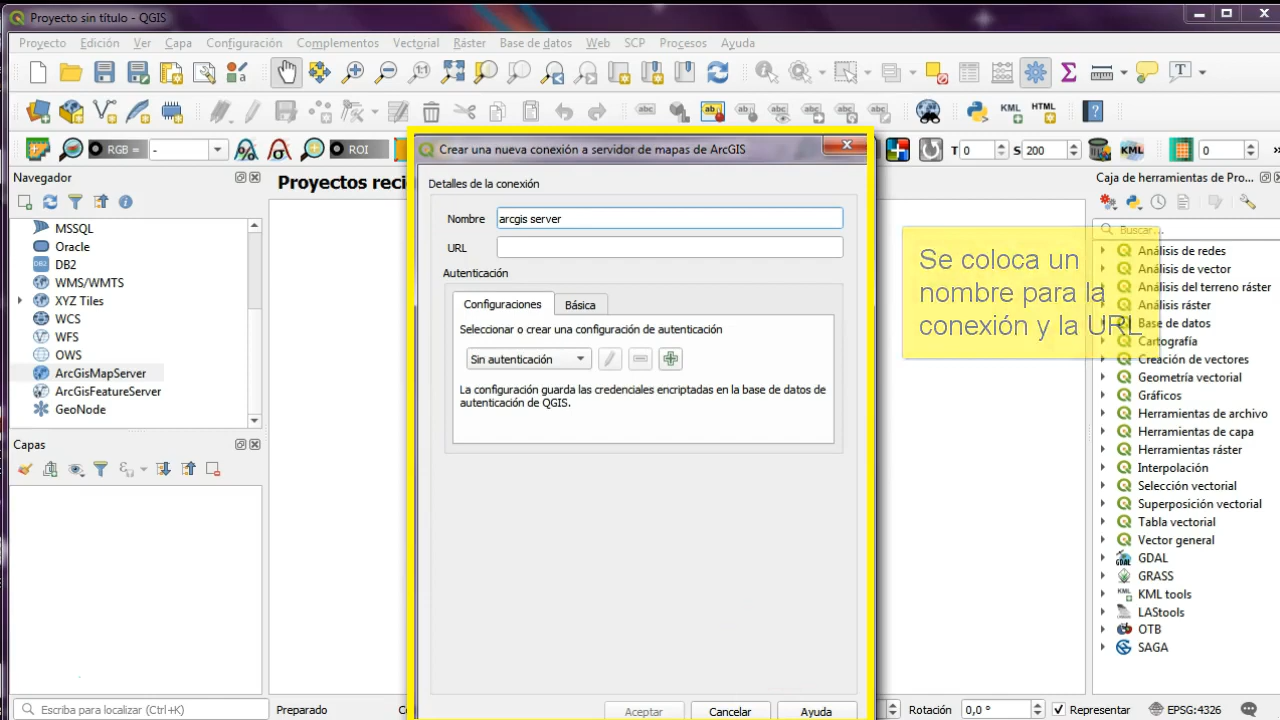 Proyecto sin título - QGIS
Proyecto Edición Ver Capa Configuración Complementos Vectorial Ráster Base de datos Web SCP Procesos Ayuda
KML HTML
RGB = - ROI T 0 S 200 KML 0
Navegador
MSSQL
Oracle
DB2
WMS/WMTS
XYZ Tiles
WCS
WFS
OWS
ArcGisMapServer
ArcGisFeatureServer
GeoNode
Capas
Proyectos reci
Crear una nueva conexión a servidor de mapas de ArcGIS
Detalles de la conexión
Nombre arcgis server
URL
Autenticación
Configuraciones Básica
Seleccionar o crear una configuración de autenticación
Sin autenticación
La configuración guarda las credenciales encriptadas en la base de datos de
autenticación de QGIS.
Aceptar Cancelar Ayuda
Se coloca un
nombre para la
conexión y la URL
Caja de herramientas de Pro...
Buscar...
Análisis de redes
Análisis de vector
Análisis del terreno ráster
Análisis ráster
Base de datos
Cartografía
Creación de vectores
Geometría vectorial
Gráficos
Herramientas de archivo
Herramientas de capa
Herramientas ráster
Interpolación
Selección vectorial
Superposición vectorial
Tabla vectorial
Vector general
GDAL
GRASS
KML tools
LAStools
OTB
SAGA
Escriba para localizar (CTRL+K) Preparado Rotación 0,0 ° Representar EPSG:4326